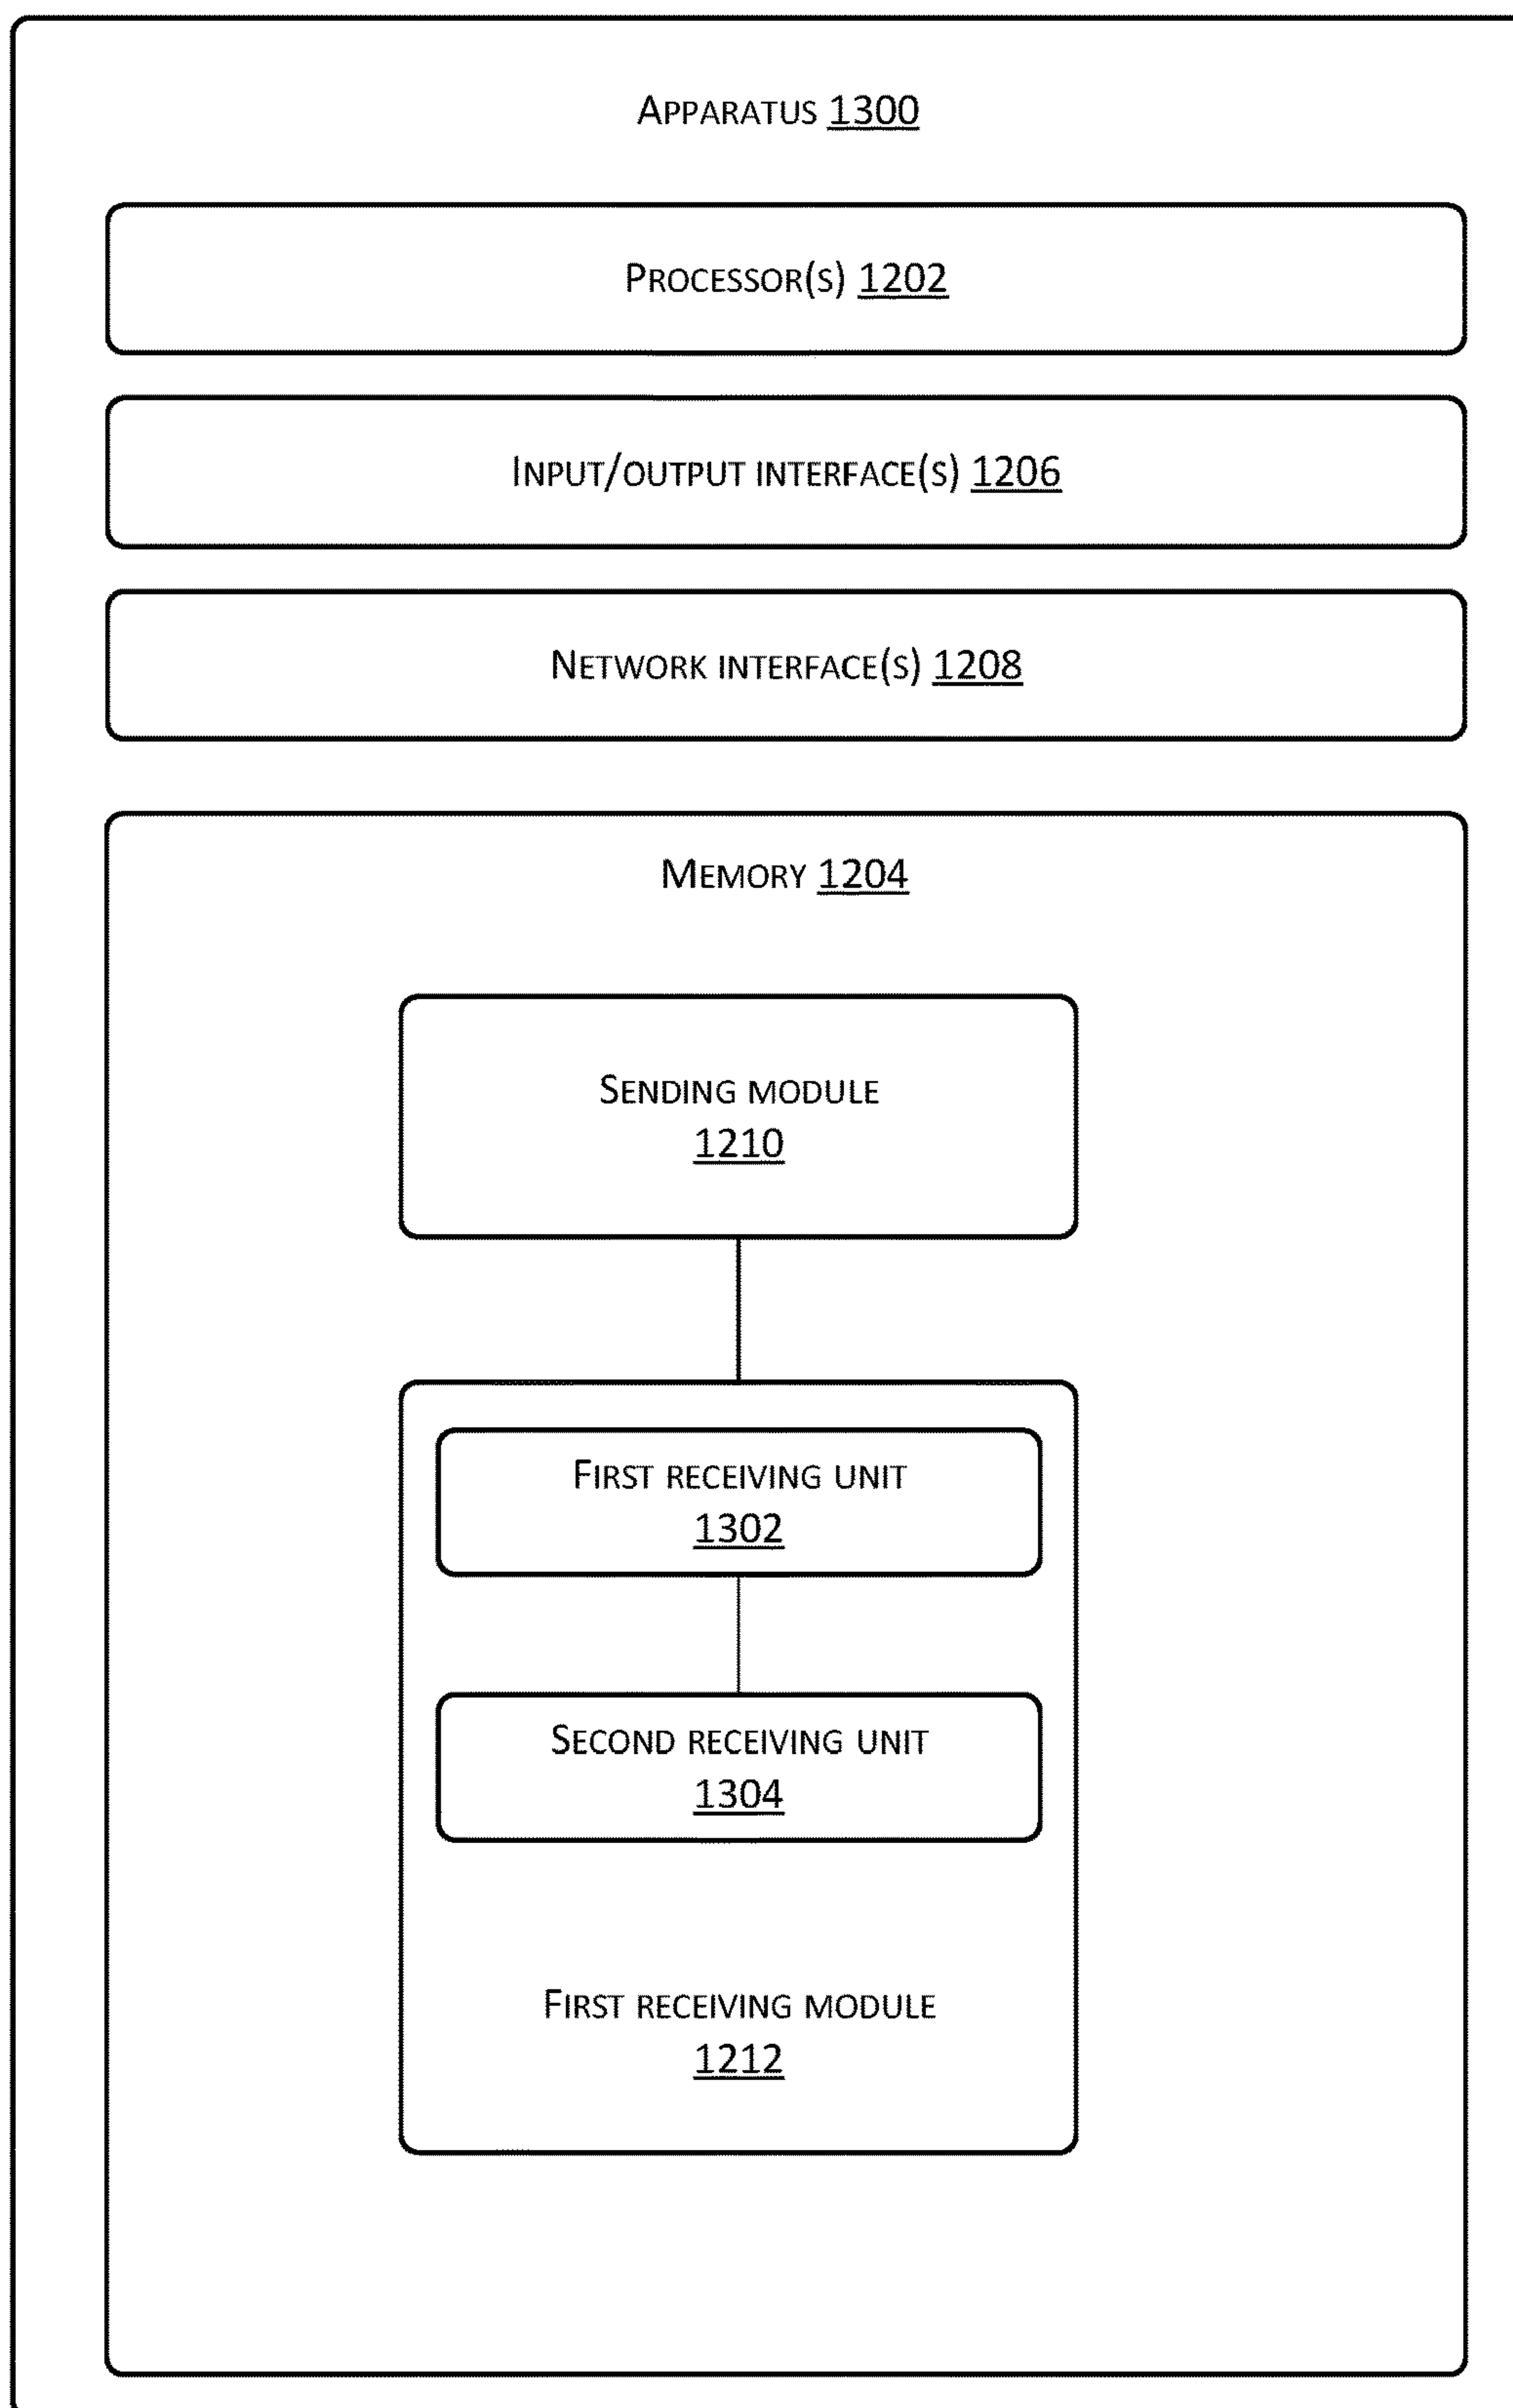 APPARATUS 1300
PROCESSOR(S) 1202
INPUT/OUTPUT INTERFACE(S) 1206
NETWORK INTERFACE(S) 1208
MEMORY 1204
SENDING MODULE
1210
FIRST RECEIVING UNIT
1302
SECOND RECEIVING UNIT
1304
FIRST RECEIVING MODULE
1212